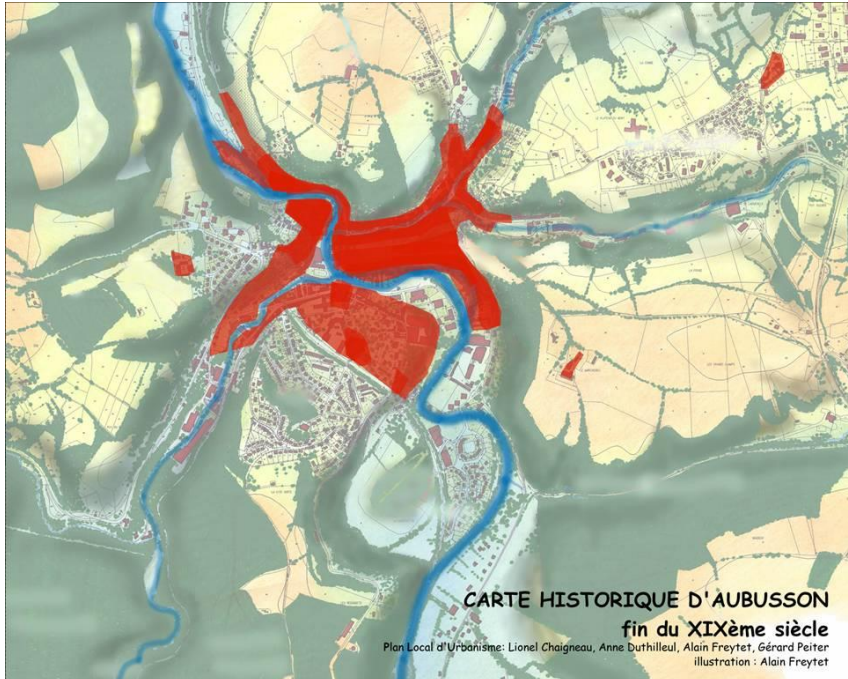 CARTE HISTORIQUE D'AUBUSSON
fin du XIXème siècle
Plan Local d'Urbanisme: Lionel Chaigneau, Anne Duthilleul, Alain Freytet, Gérard Peiter
illustration : Alain Freytet